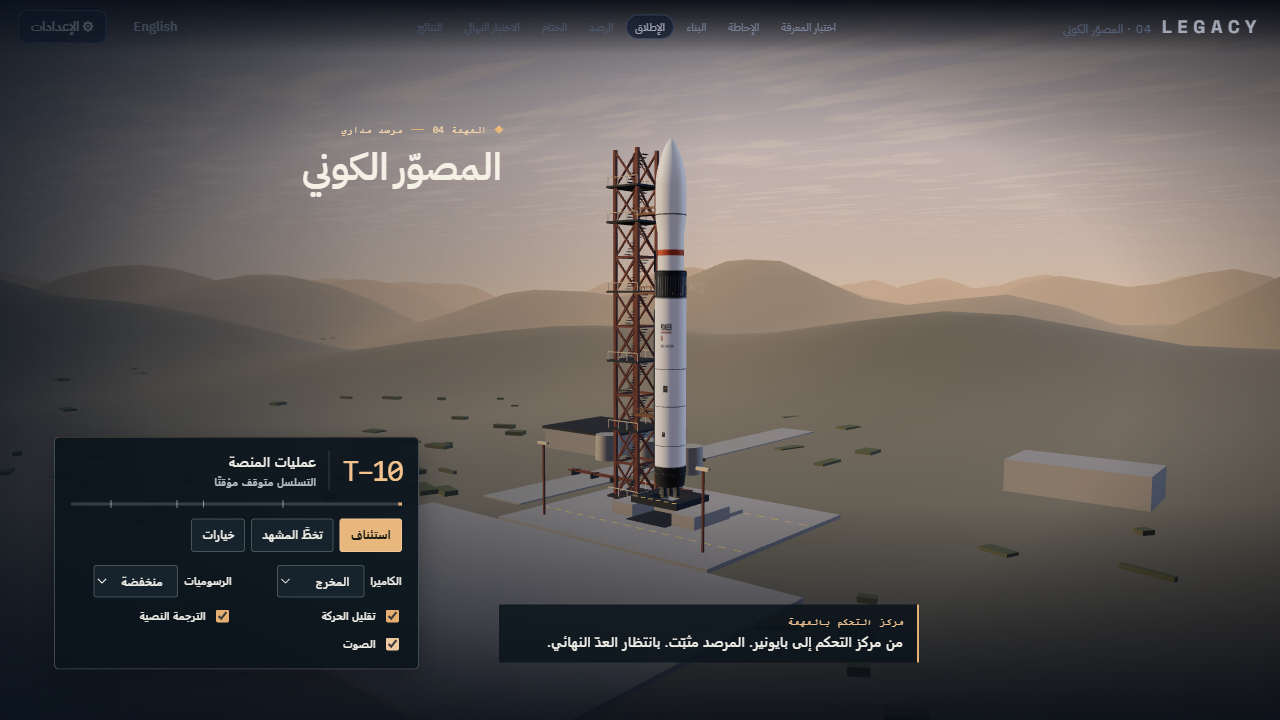 LEGACY
04 · المصوّر الكوني
اختبار المعرفة
الإحاطة
البناء
الإطلاق
الرصد
الختام
الاختبار النهائي
النتائج
English
⚙ الإعدادات
◆ المهمة 04 — مرصد مداري
المصوّر الكوني
T−10
عمليات المنصة
التسلسل متوقف مؤقتًا
استئناف
تخطَّ المشهد
خيارات
الكاميرا
المخرج
الرسوميات
منخفضة
تقليل الحركة
الترجمة النصية
الصوت
PIONEER
مركز التحكم بالمهمة
من مركز التحكم إلى بايونير. المرصد مثبّت. بانتظار العدّ النهائي.